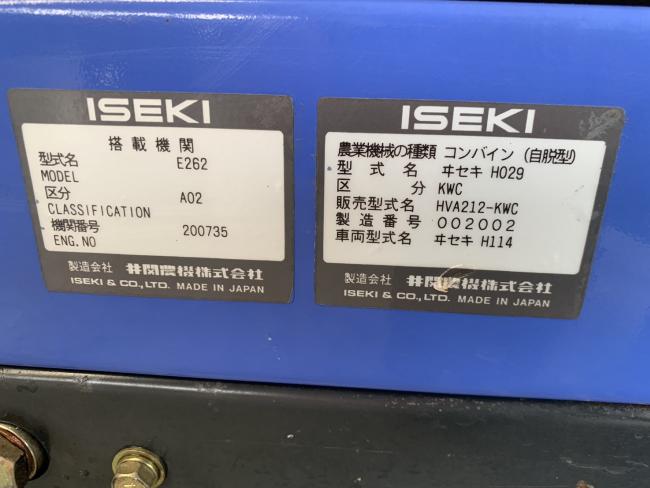 ISEKI
搭載機関
型式名 E262
MODEL
区分 A02
CLASSIFICATION
機関番号 200735
ENG.NO
製造会社 井関農機株式会社
ISEKI & CO., LTD. MADE IN JAPAN
ISEKI
農業機械の種類 コンバイン (自脱型)
型式名 ヰセキ HO29
区分 KWC
販売型式名 HVA212-KWC
製造番号 002002
車両型式名 ヰセキ H114
製造会社 井関農機株式会社
ISEKI & CO., LTD. MADE IN JAPAN